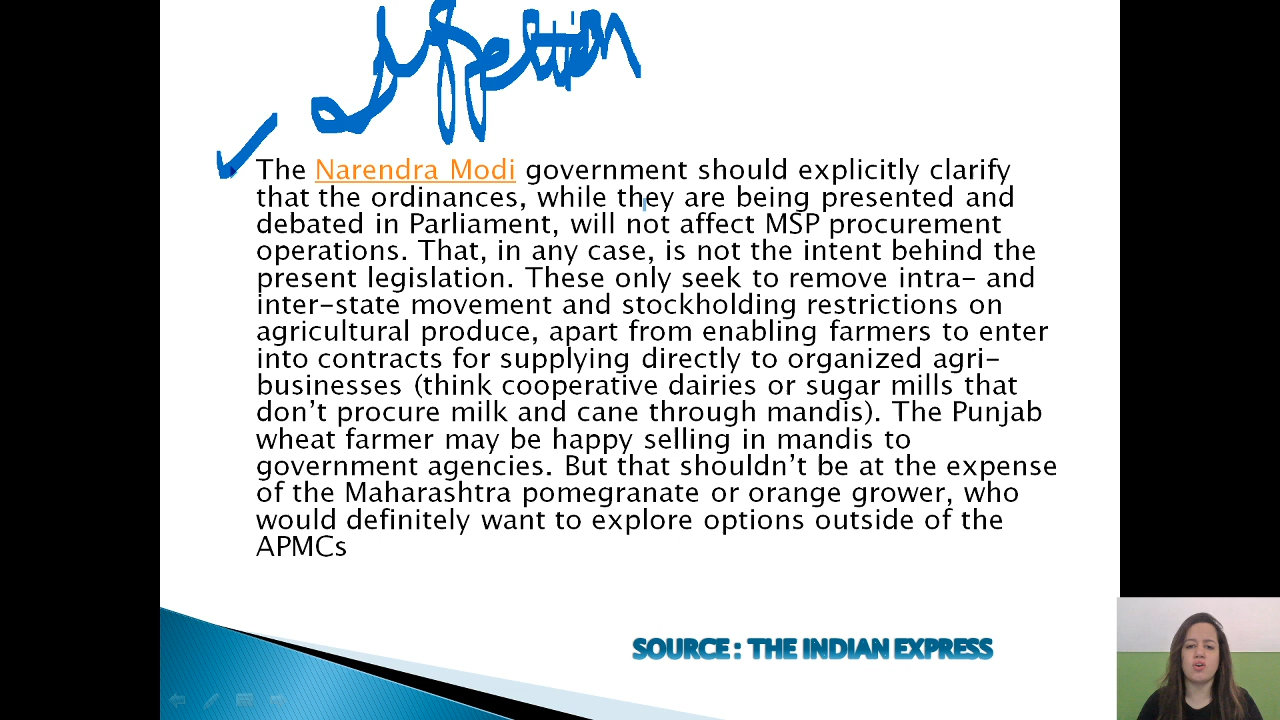 The Narendra Modi government should explicitly clarify
that the ordinances, while they are being presented and
debated in Parliament, will not affect MSP procurement
operations. That, in any case, is not the intent behind the
present legislation. These only seek to remove intra- and
inter-state movement and stockholding restrictions on
agricultural produce, apart from enabling farmers to enter
into contracts for supplying directly to organized agri-
businesses (think cooperative dairies or sugar mills that
don't procure milk and cane through mandis). The Punjab
wheat farmer may be happy selling in mandis to
government agencies. But that shouldn't be at the expense
of the Maharashtra pomegranate or orange grower, who
would definitely want to explore options outside of the
APMCs
SOURCE : THE INDIAN EXPRESS